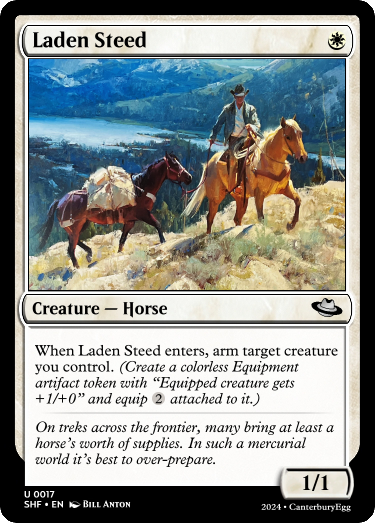 Laden Steed
Creature — Horse
When Laden Steed enters, arm target creature
you control. (Create a colorless Equipment
artifact token with “Equipped creature gets
+1/+0” and equip 2 attached to it.)
On treks across the frontier, many bring at least a
horse’s worth of supplies. In such a mercurial
world it’s best to over-prepare.
1/1
U 0017
SHF • EN Bill Anton
2024 • CanterburyEgg